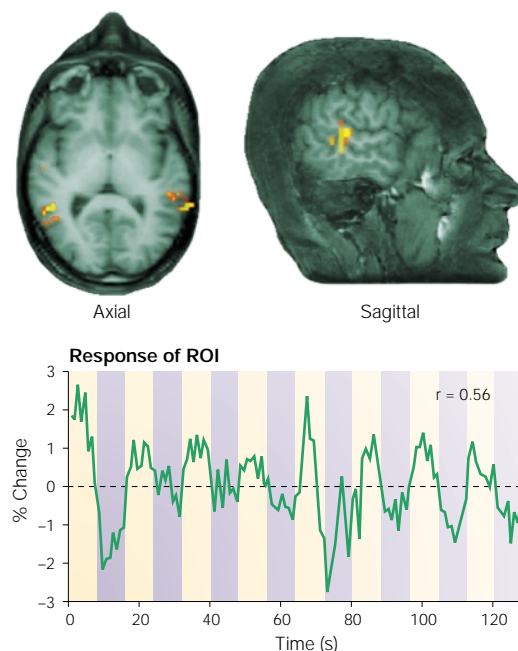 Axial
Sagittal
Response of ROI
% Change
3
2
1
0
−1
−2
−3
r = 0.56
0
20
40
60
80
100
120
Time (s)